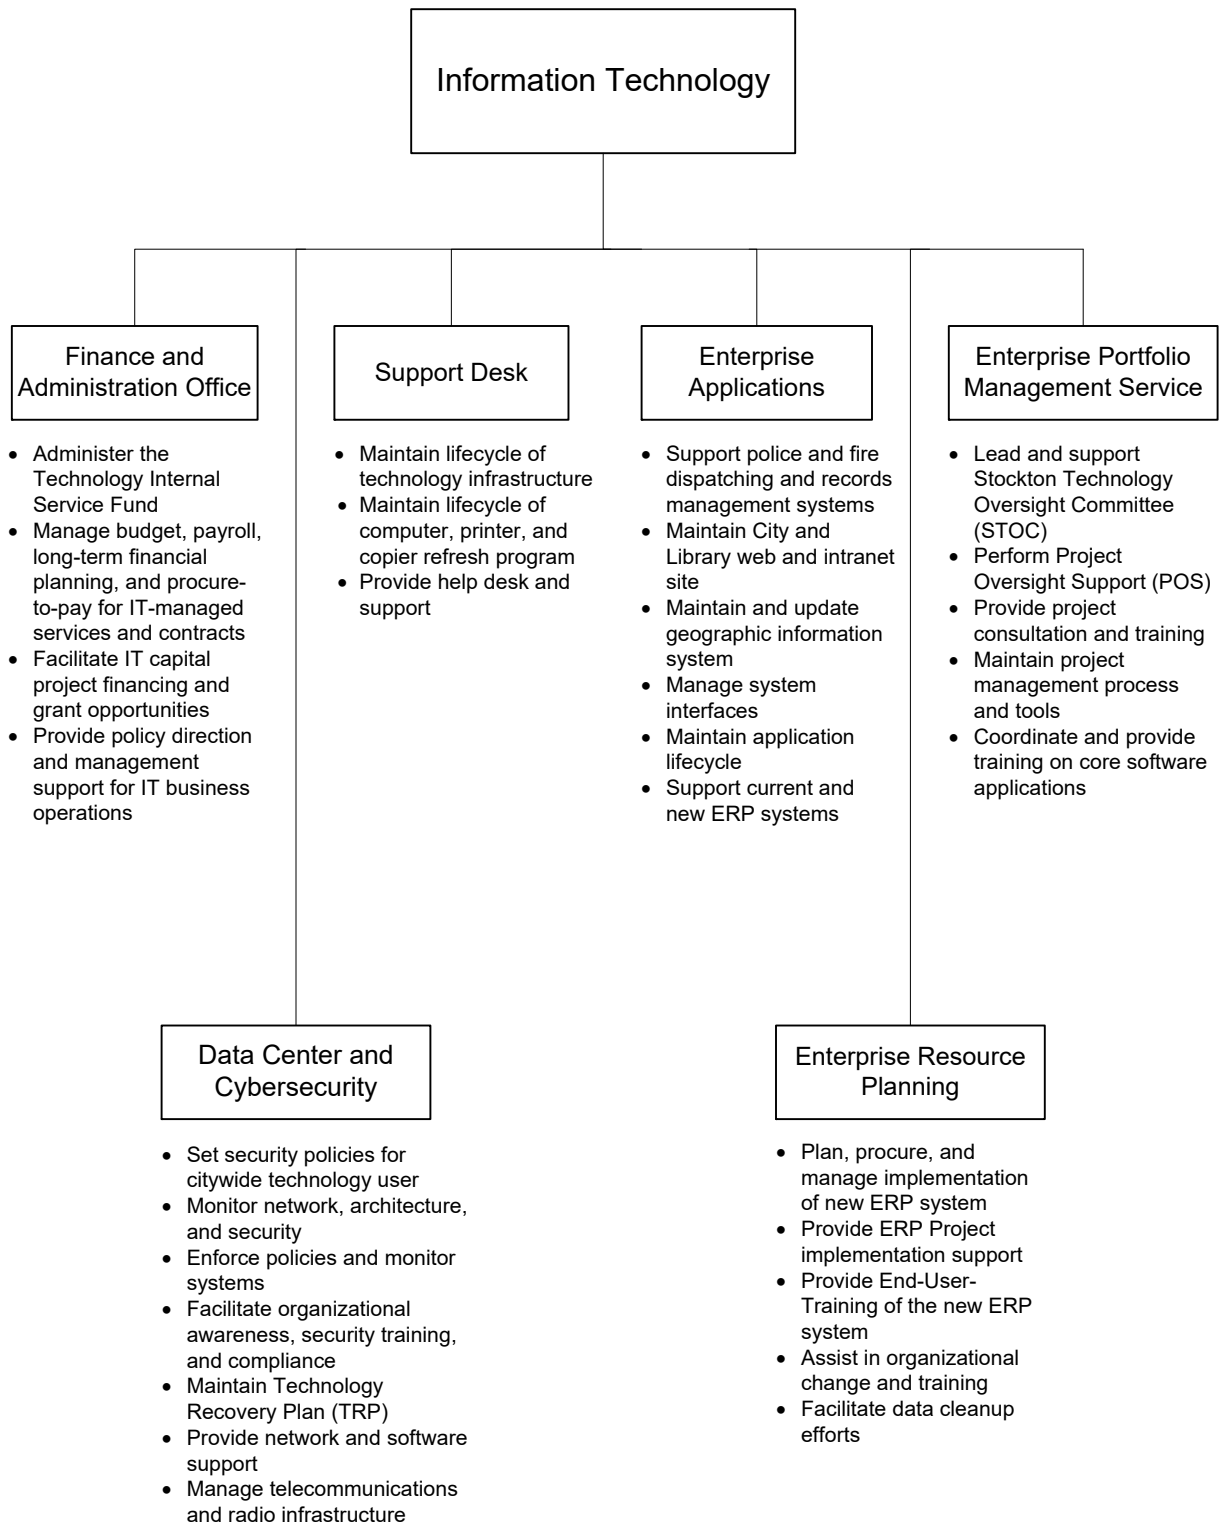 Information Technology
Finance and
Administration Office
• Administer the
Technology Internal
Service Fund
• Manage budget, payroll,
long-term financial
planning, and procure-
to-pay for IT-managed
services and contracts
• Facilitate IT capital
project financing and
grant opportunities
• Provide policy direction
and management
support for IT business
operations
Support Desk
• Maintain lifecycle of
technology infrastructure
• Maintain lifecycle of
computer, printer, and
copier refresh program
• Provide help desk and
support
Enterprise
Applications
• Support police and fire
dispatching and records
management systems
• Maintain City and
Library web and intranet
site
• Maintain and update
geographic information
system
• Manage system
interfaces
• Maintain application
lifecycle
• Support current and
new ERP systems
Enterprise Portfolio
Management Service
• Lead and support
Stockton Technology
Oversight Committee
(STOC)
• Perform Project
Oversight Support (POS)
• Provide project
consultation and training
• Maintain project
management process
and tools
• Coordinate and provide
training on core software
applications
Data Center and
Cybersecurity
• Set security policies for
citywide technology user
• Monitor network, architecture,
and security
• Enforce policies and monitor
systems
• Facilitate organizational
awareness, security training,
and compliance
• Maintain Technology
Recovery Plan (TRP)
• Provide network and software
support
• Manage telecommunications
and radio infrastructure
Enterprise Resource
Planning
• Plan, procure, and
manage implementation
of new ERP system
• Provide ERP Project
implementation support
• Provide End-User-
Training of the new ERP
system
• Assist in organizational
change and training
• Facilitate data cleanup
efforts